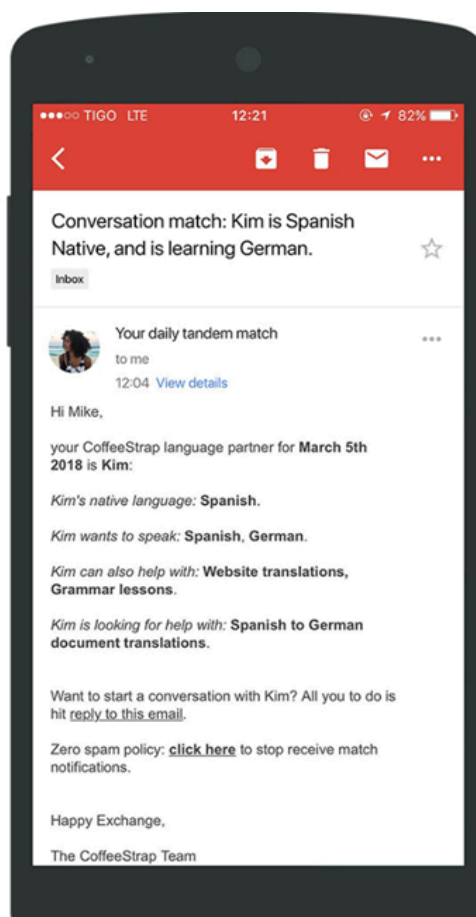 TIGO LTE 12:21 82%
Conversation match: Kim is Spanish
Native, and is learning German.
Inbox
Your daily tandem match
to me
12:04 View details
Hi Mike,
your CoffeeStrap language partner for March 5th
2018 is Kim:
Kim's native language: Spanish.
Kim wants to speak: Spanish, German.
Kim can also help with: Website translations,
Grammar lessons.
Kim is looking for help with: Spanish to German
document translations.
Want to start a conversation with Kim? All you to do is
hit reply to this email.
Zero spam policy: click here to stop receive match
notifications.
Happy Exchange,
The CoffeeStrap Team